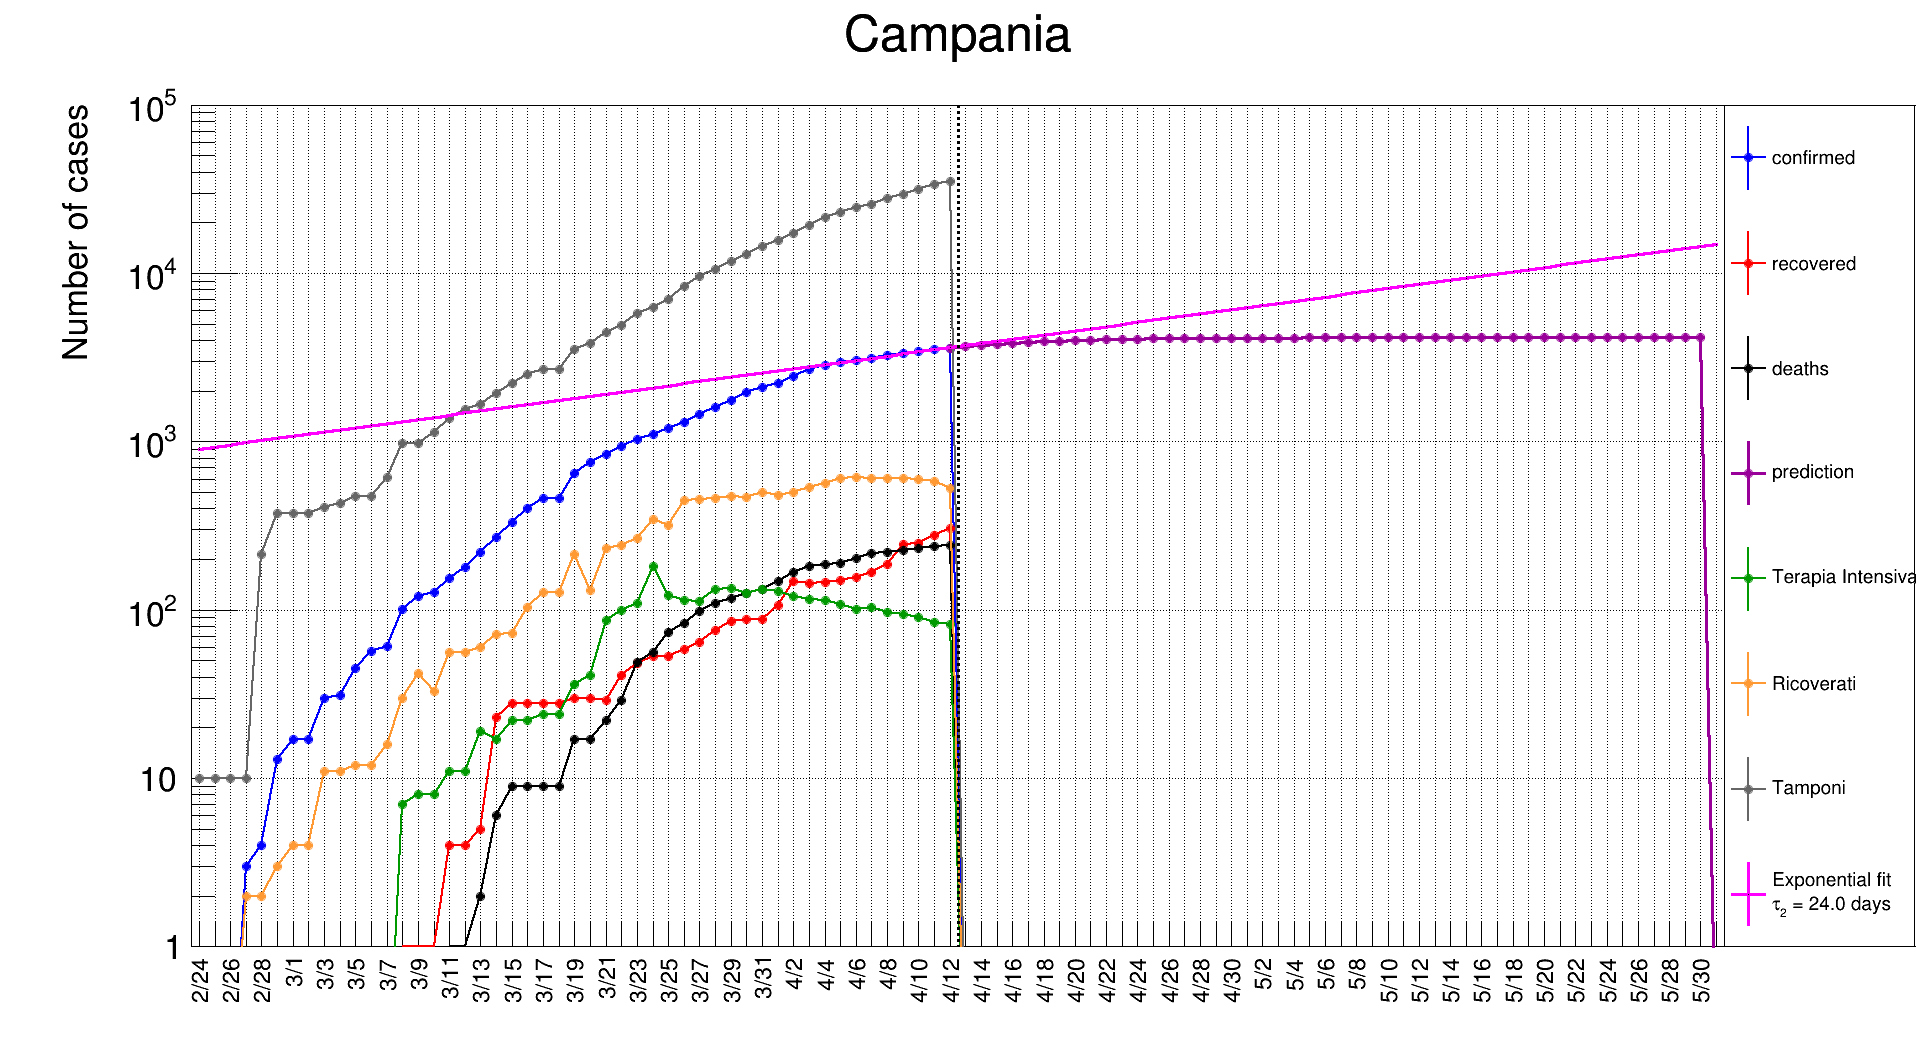 Campania
Number of cases
10^5
10^4
10^3
10^2
10
1
2/24 2/26 2/28 3/1 3/3 3/5 3/7 3/9 3/11 3/13 3/15 3/17 3/19 3/21 3/23 3/25 3/27 3/29 3/31 4/2 4/4 4/6 4/8 4/10 4/12 4/14 4/16 4/18 4/20 4/22 4/24 4/26 4/28 4/30 5/2 5/4 5/6 5/8 5/10 5/12 5/14 5/16 5/18 5/20 5/22 5/24 5/26 5/28 5/30
confirmed
recovered
deaths
prediction
Terapia Intensiva
Ricoverati
Tamponi
Exponential fit
τ₂ = 24.0 days